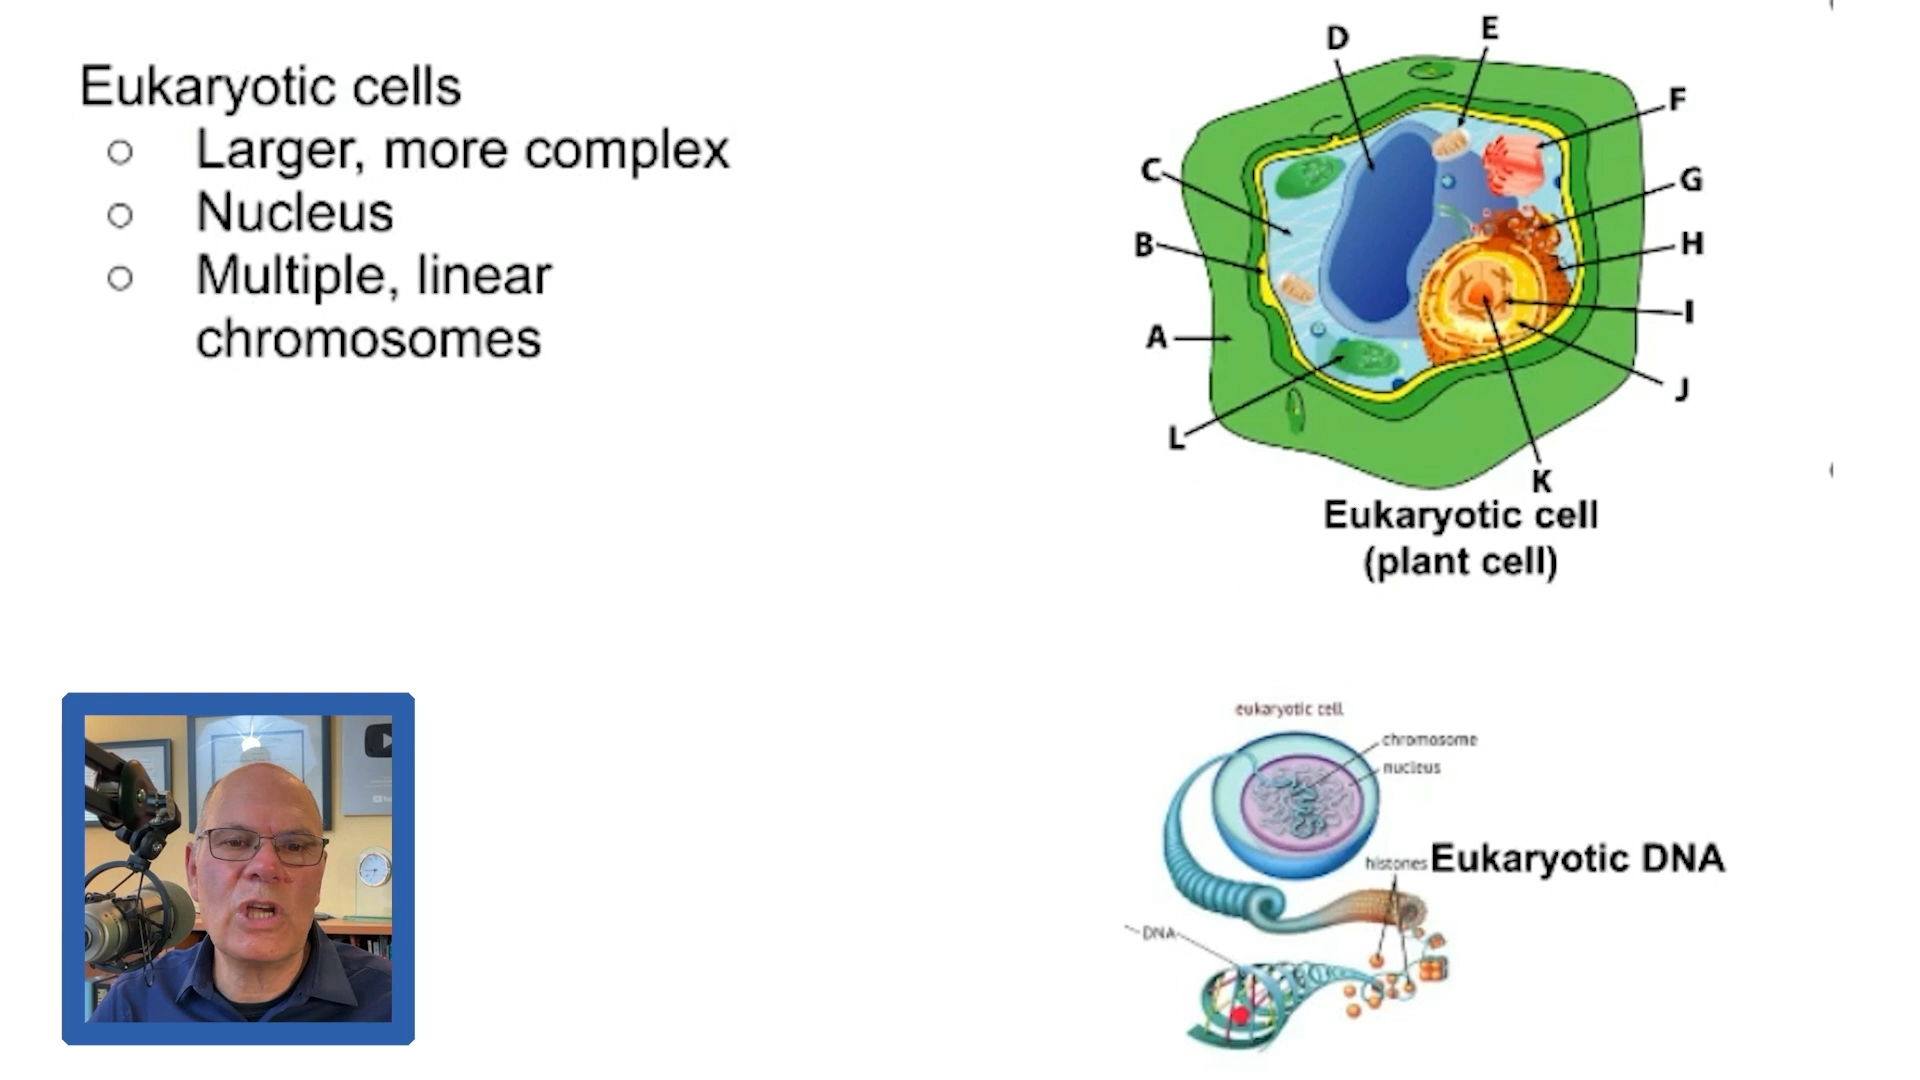 Eukaryotic cells
○ Larger, more complex
○ Nucleus
○ Multiple, linear
chromosomes
D
E
F
C
G
B
H
A
I
J
L
K
Eukaryotic cell
(plant cell)
eukaryotic cell
chromosome
nucleus
histones
Eukaryotic DNA
DNA